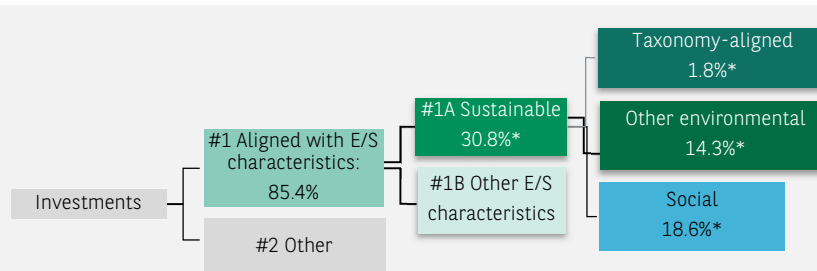 Investments
#1 Aligned with E/S
characteristics:
85.4%
#2 Other
#1A Sustainable
30.8%*
#1B Other E/S
characteristics
Taxonomy-aligned
1.8%*
Other environmental
14.3%*
Social
18.6%*